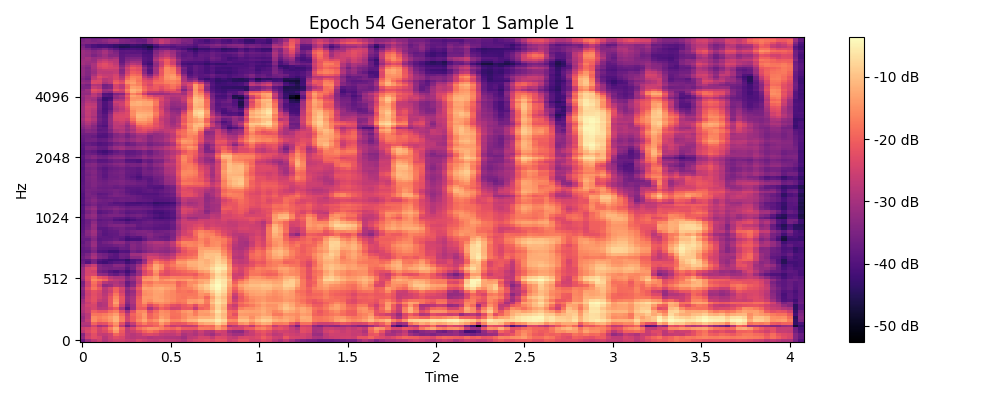 Epoch 54 Generator 1 Sample 1
Hz
4096
2048
1024
512
0
0 0.5 1 1.5 2 2.5 3 3.5 4
Time
-10 dB
-20 dB
-30 dB
-40 dB
-50 dB